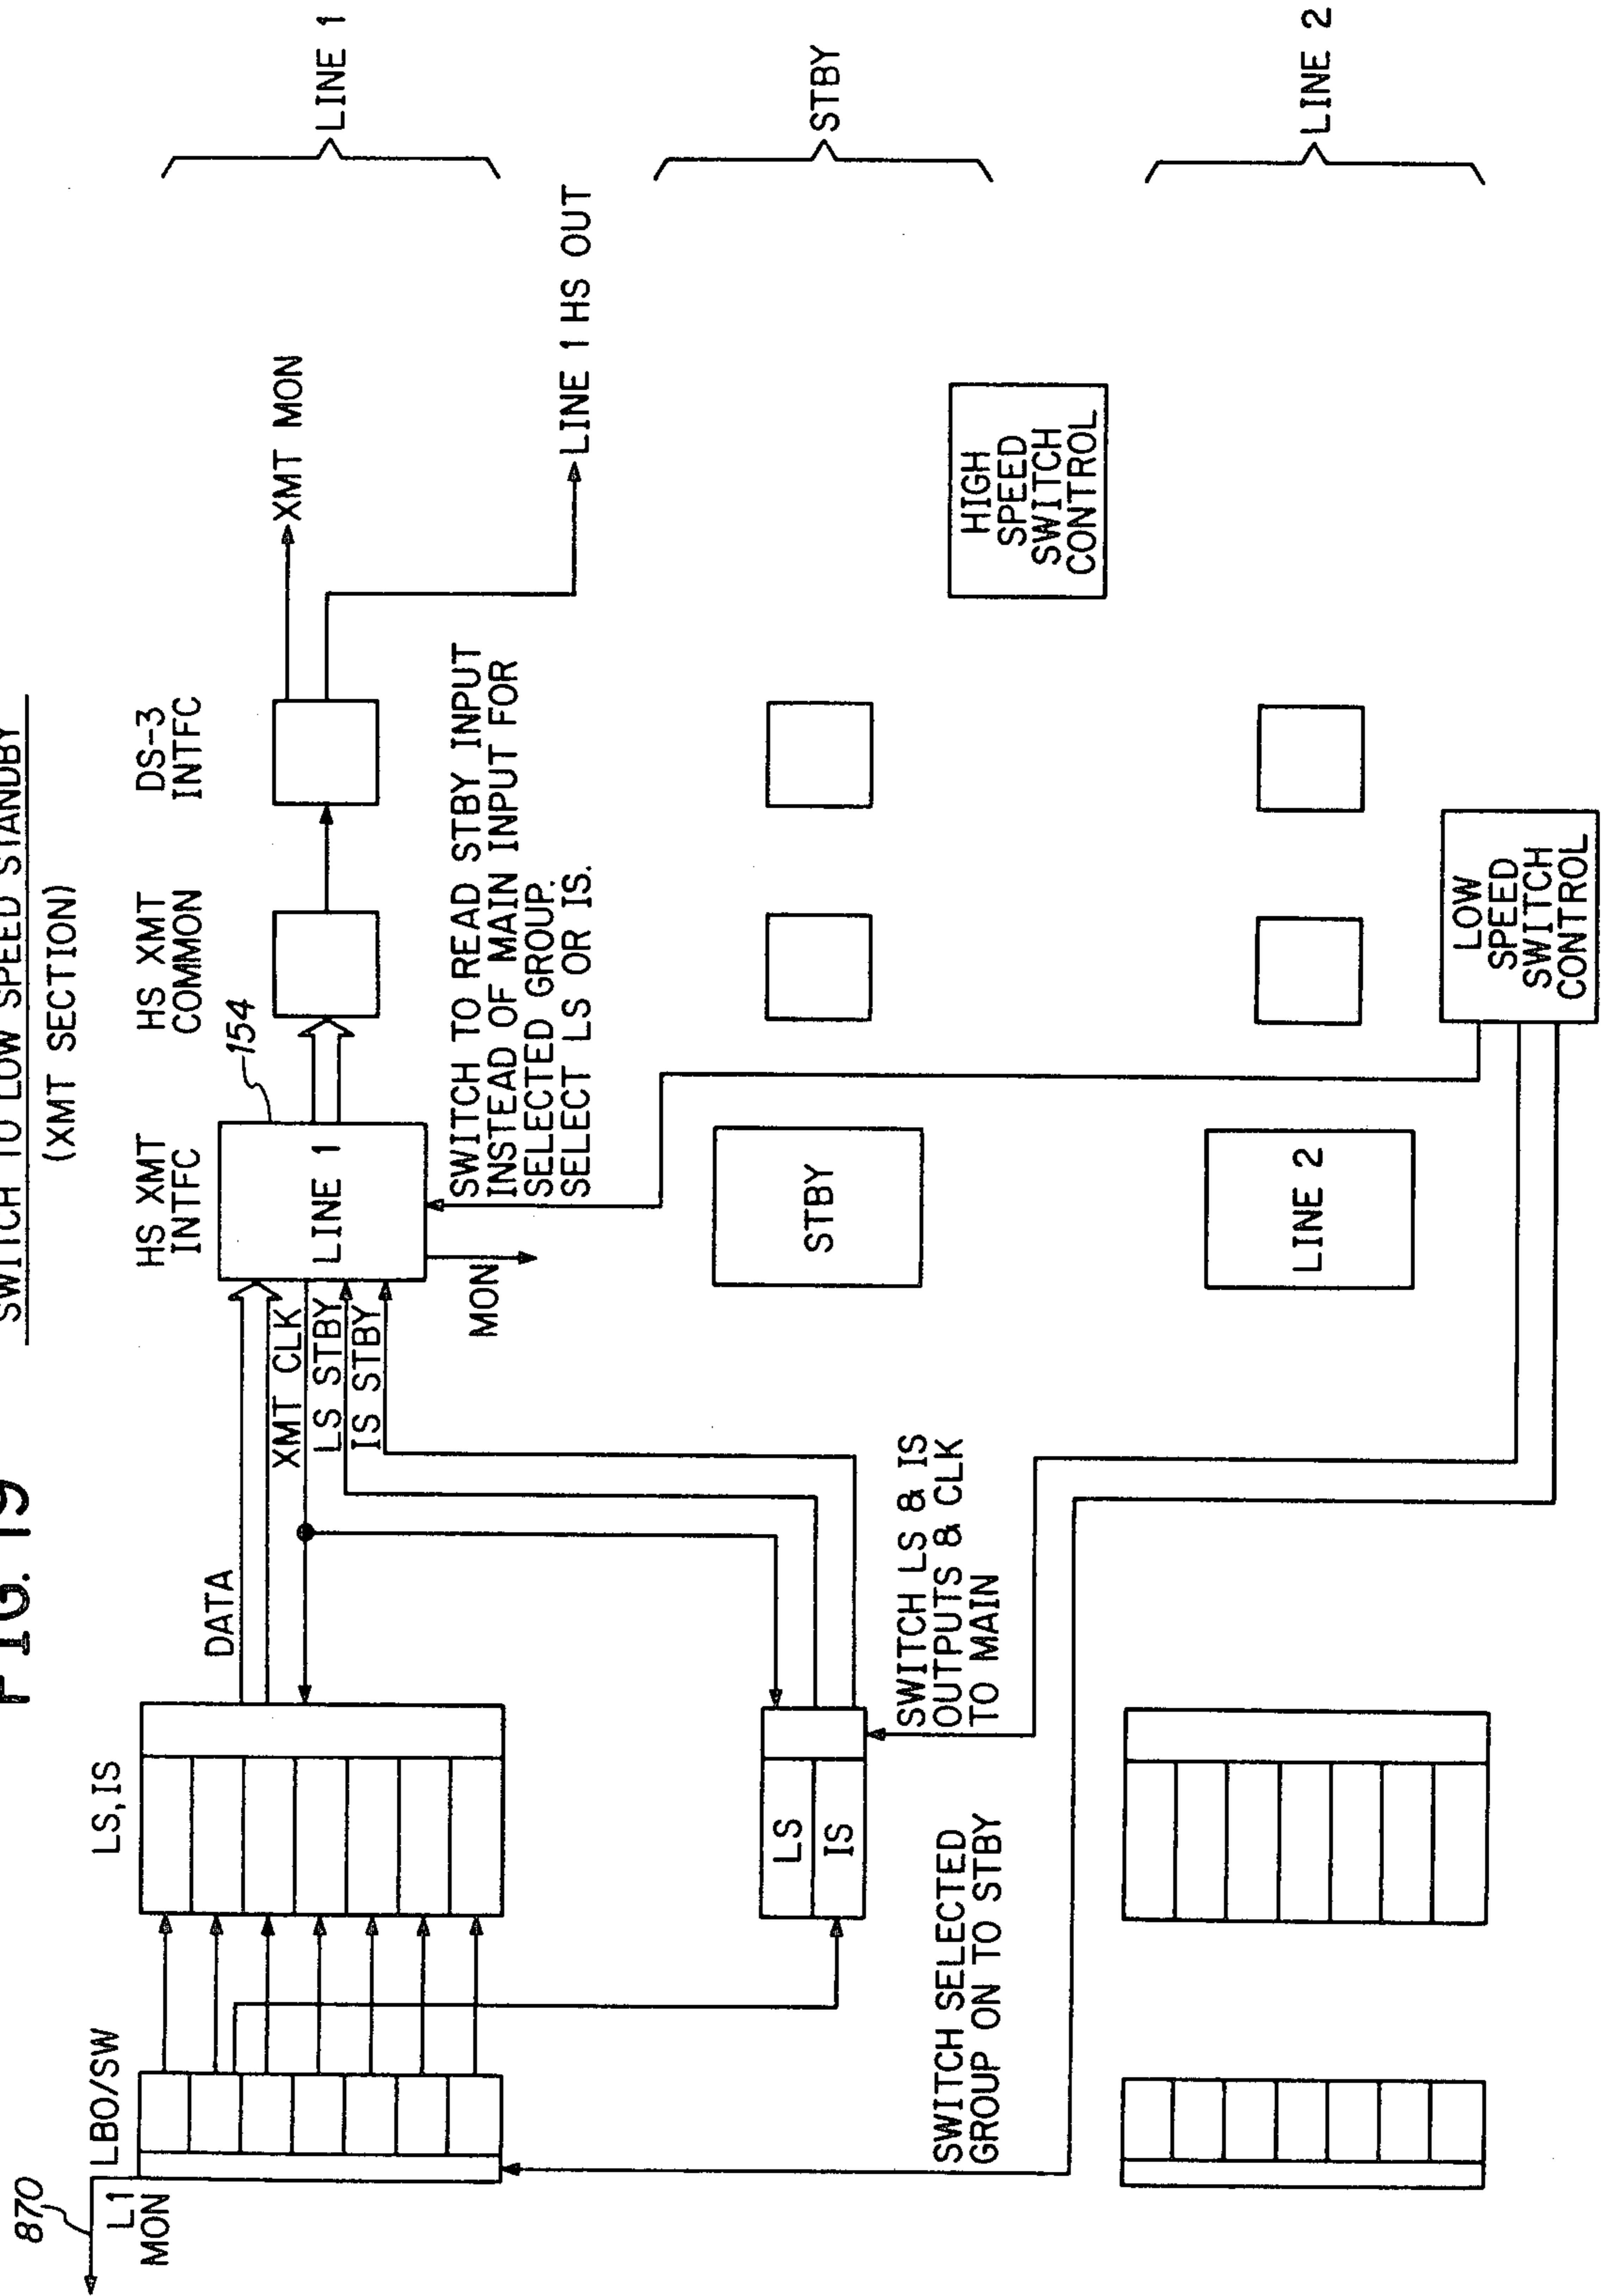 FIG. 19
SWITCH TO LOW SPEED STANDBY
(XMT SECTION)
870
L1
MON
LBO/SW
LS,IS
DATA
XMT CLK
LS STBY
IS STBY
HS XMT
INTFC
154
LINE 1
MON
HS XMT
COMMON
DS-3
INTFC
XMT MON
LINE 1 HS OUT
LINE 1
SWITCH TO READ STBY INPUT
INSTEAD OF MAIN INPUT FOR
SELECTED GROUP.
SELECT LS OR IS.
LS
IS
SWITCH LS & IS
OUTPUTS & CLK
TO MAIN
STBY
STBY
HIGH
SPEED
SWITCH
CONTROL
SWITCH SELECTED
GROUP ON TO STBY
LINE 2
LINE 2
LOW
SPEED
SWITCH
CONTROL